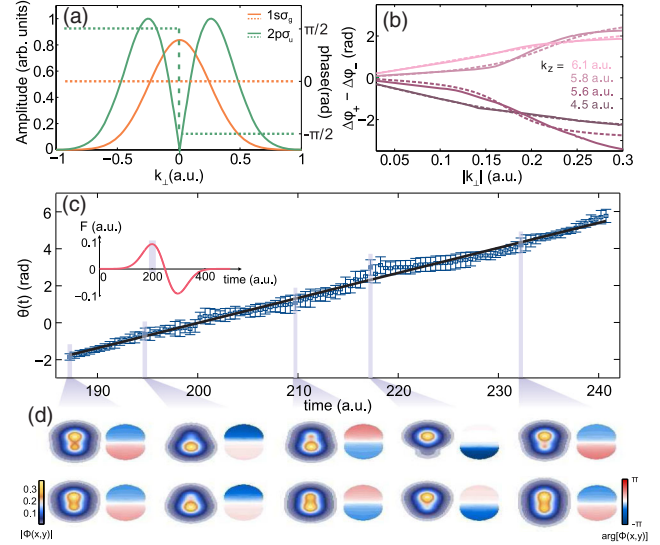 (a)
1sσg
2pσu
Amplitude (arb. units)
1
0.8
0.6
0.4
0.2
0
−1
−0.5
0
0.5
1
k⊥(a.u.)
π/2
0
−π/2
phase(rad)
(b)
Δφ+ − Δφ- (rad)
2
0
−2
kz = 6.1 a.u.
5.8 a.u.
5.6 a.u.
4.5 a.u.
0.05
0.1
0.15
0.2
0.25
0.3
|k⊥| (a.u.)
(c)
F (a.u.)
0.1
0
−0.1
0
200
400
time (a.u.)
θ(t) (rad)
6
4
2
0
−2
190
200
210
220
230
240
time (a.u.)
(d)
0.3
0.2
0.1
|Φ(x,y)|
π
-π
arg[Φ(x,y)]